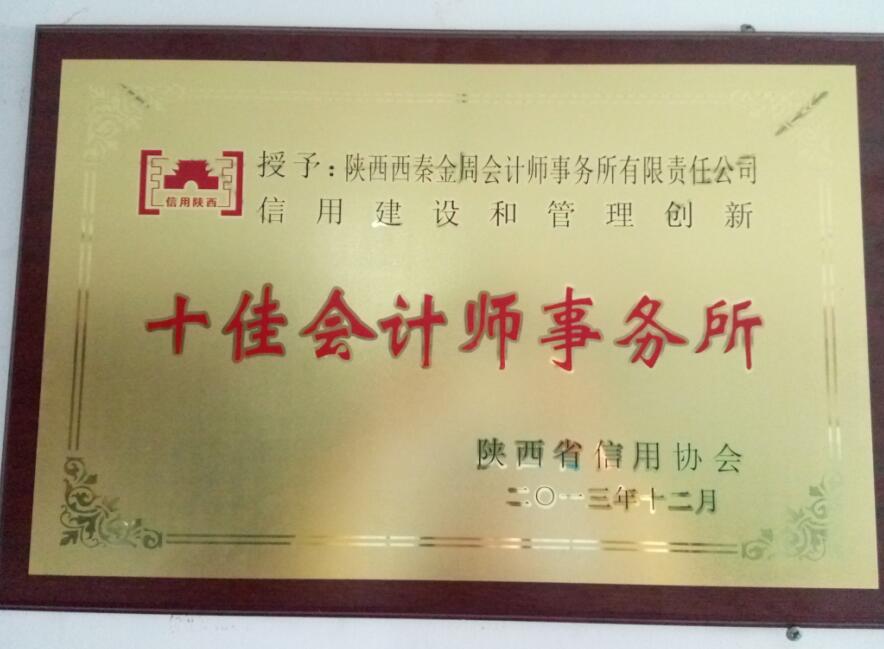 授予：陕西西秦金周会计师事务所有限责任公司
信用陕西
信用建设和管理创新
十佳会计师事务所
陕西省信用协会
二〇一三年十二月